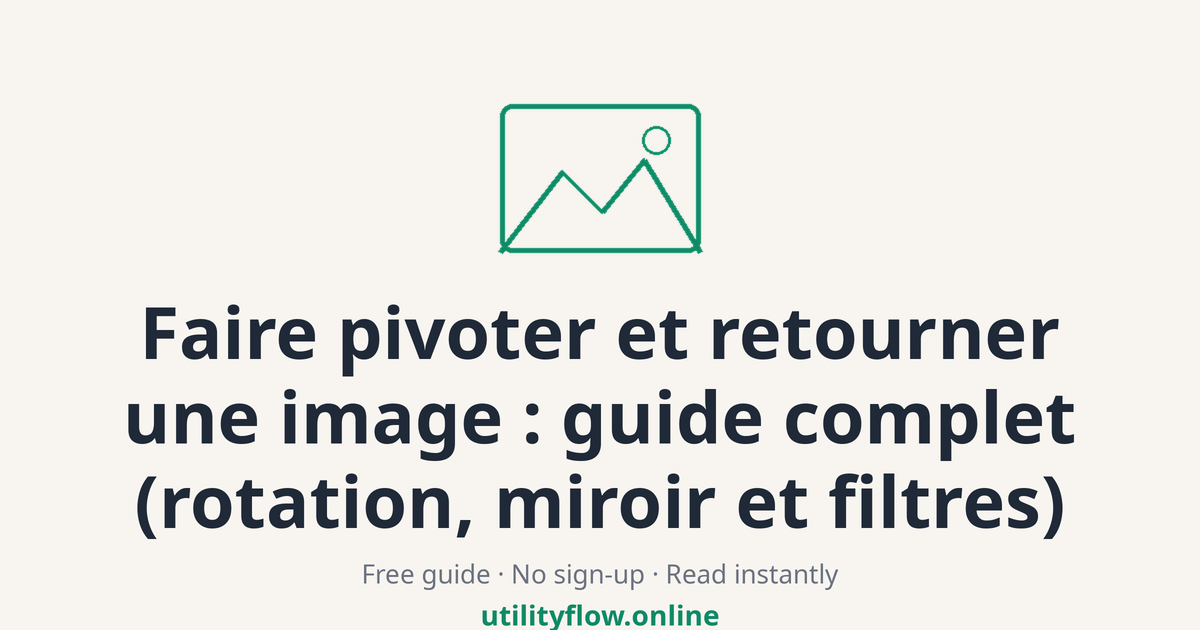 Faire pivoter et retourner
une image : guide complet
(rotation, miroir et filtres)
Free guide · No sign-up · Read instantly
utilityflow.online